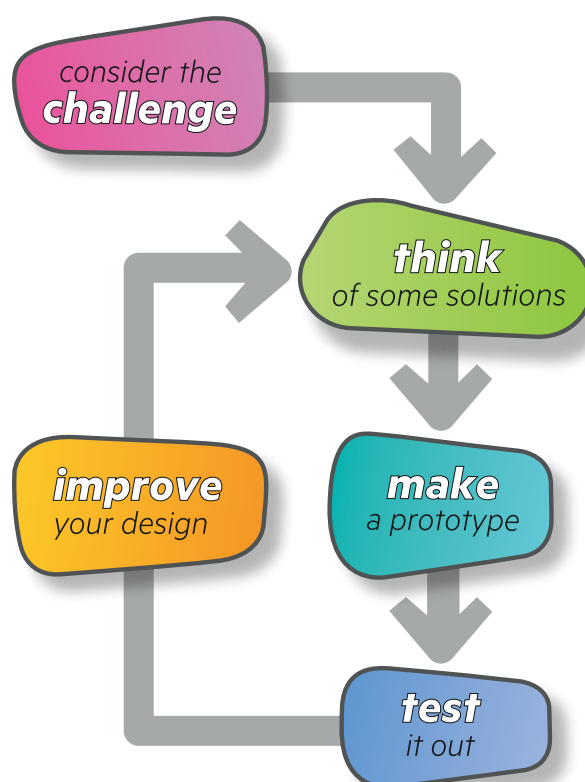 consider the
challenge
think
of some solutions
make
a prototype
test
it out
improve
your design